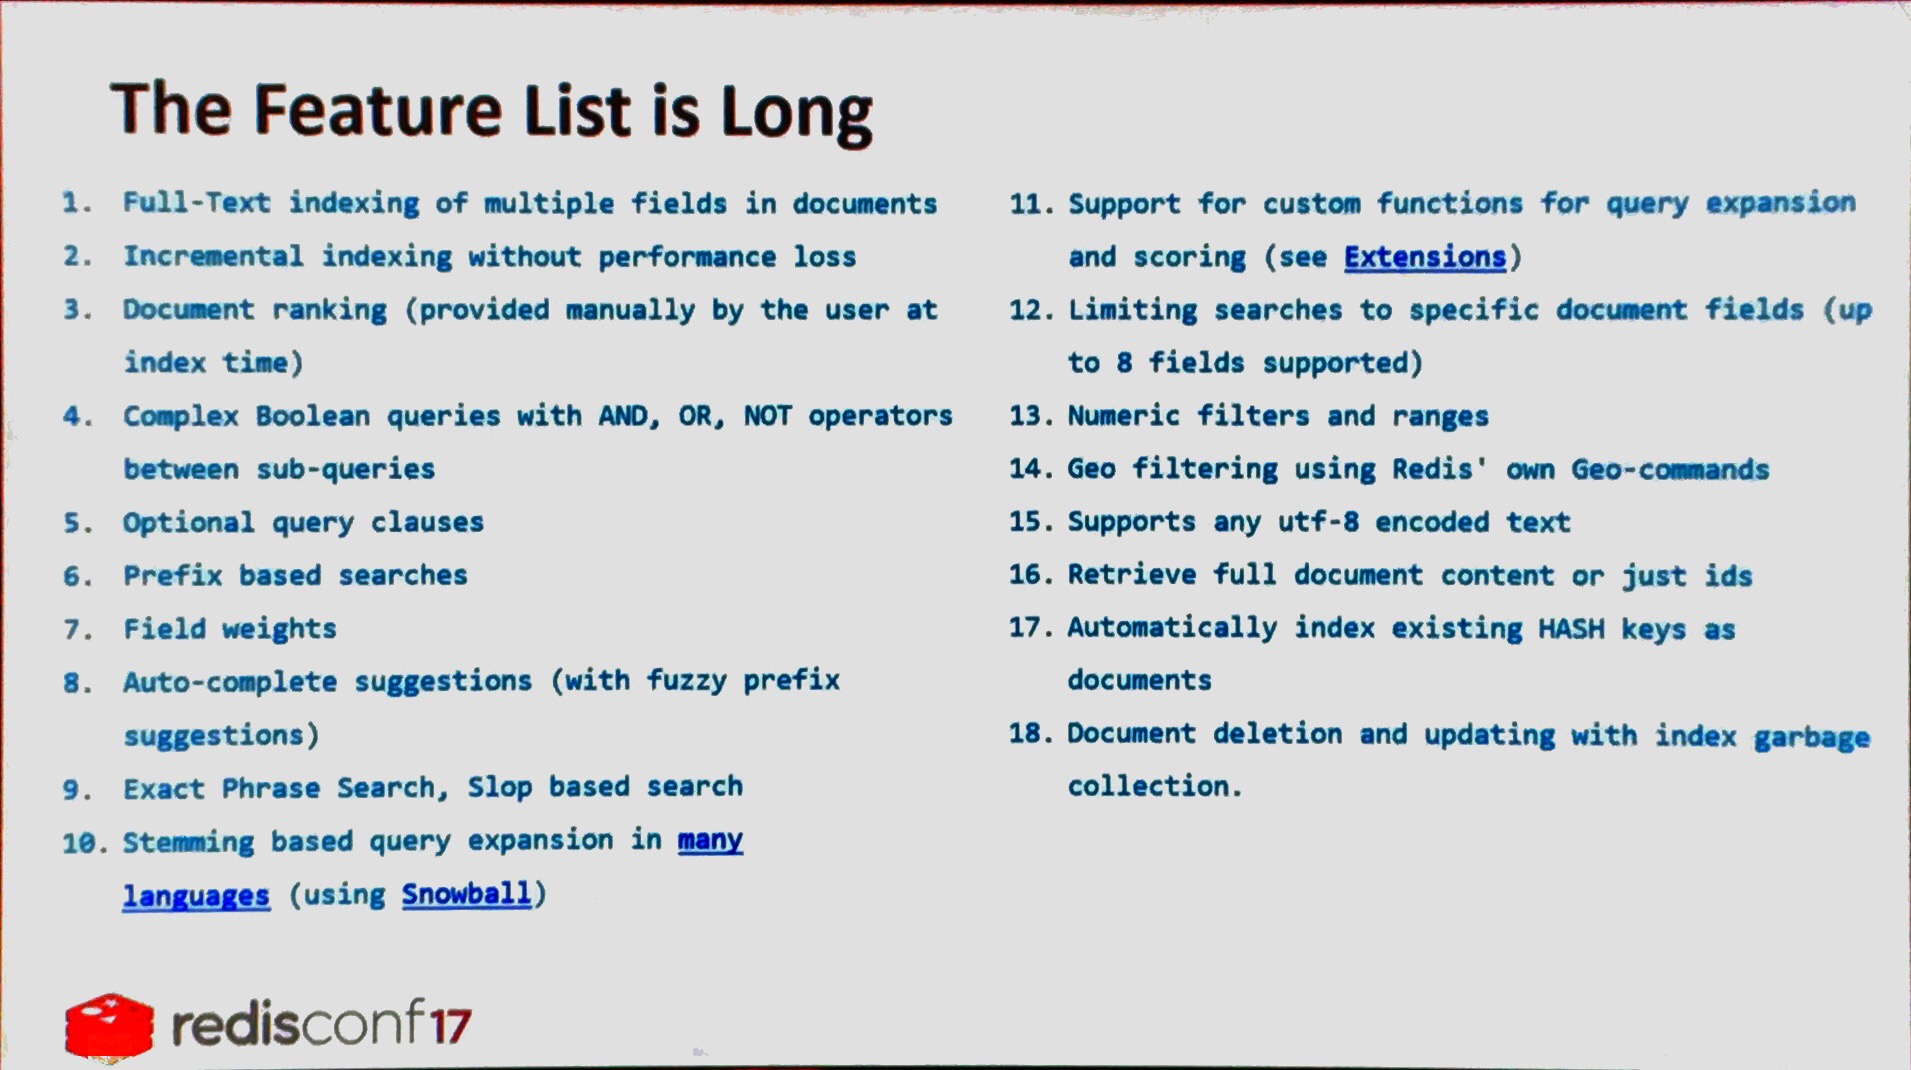 The Feature List is Long
1. Full-Text indexing of multiple fields in documents
2. Incremental indexing without performance loss
3. Document ranking (provided manually by the user at
index time)
4. Complex Boolean queries with AND, OR, NOT operators
between sub-queries
5. Optional query clauses
6. Prefix based searches
7. Field weights
8. Auto-complete suggestions (with fuzzy prefix
suggestions)
9. Exact Phrase Search, Slop based search
10. Stemming based query expansion in many
languages (using Snowball)
11. Support for custom functions for query expansion
and scoring (see Extensions)
12. Limiting searches to specific document fields (up
to 8 fields supported)
13. Numeric filters and ranges
14. Geo filtering using Redis' own Geo-commands
15. Supports any utf-8 encoded text
16. Retrieve full document content or just ids
17. Automatically index existing HASH keys as
documents
18. Document deletion and updating with index garbage
collection.
redisconf17